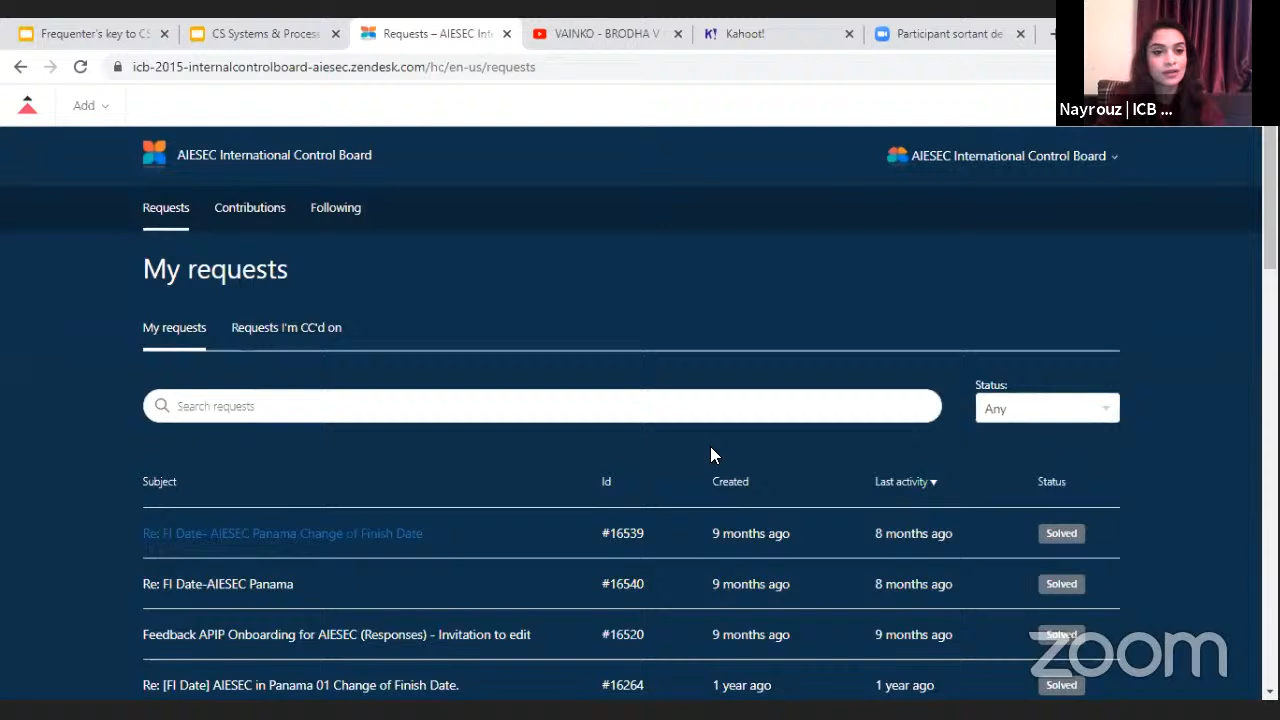 Frequenter's key to CS
CS Systems & Process
Requests – AIESEC Int
VAINKO - BRODHA V
Kahoot!
Participant sortant de
icb-2015-internalcontrolboard-aiesec.zendesk.com/hc/en-us/requests
Nayrouz | ICB ...
Add
AIESEC International Control Board
AIESEC International Control Board
Requests Contributions Following
My requests
My requests Requests I'm CC'd on
Status:
Search requests
Any
Subject Id Created Last activity Status
Re: FI Date- AIESEC Panama Change of Finish Date #16539 9 months ago 8 months ago Solved
Re: FI Date-AIESEC Panama #16540 9 months ago 8 months ago Solved
Feedback APIP Onboarding for AIESEC (Responses) - Invitation to edit #16520 9 months ago 9 months ago Solved
zoom
Re: [FI Date] AIESEC in Panama 01 Change of Finish Date. #16264 1 year ago 1 year ago Solved